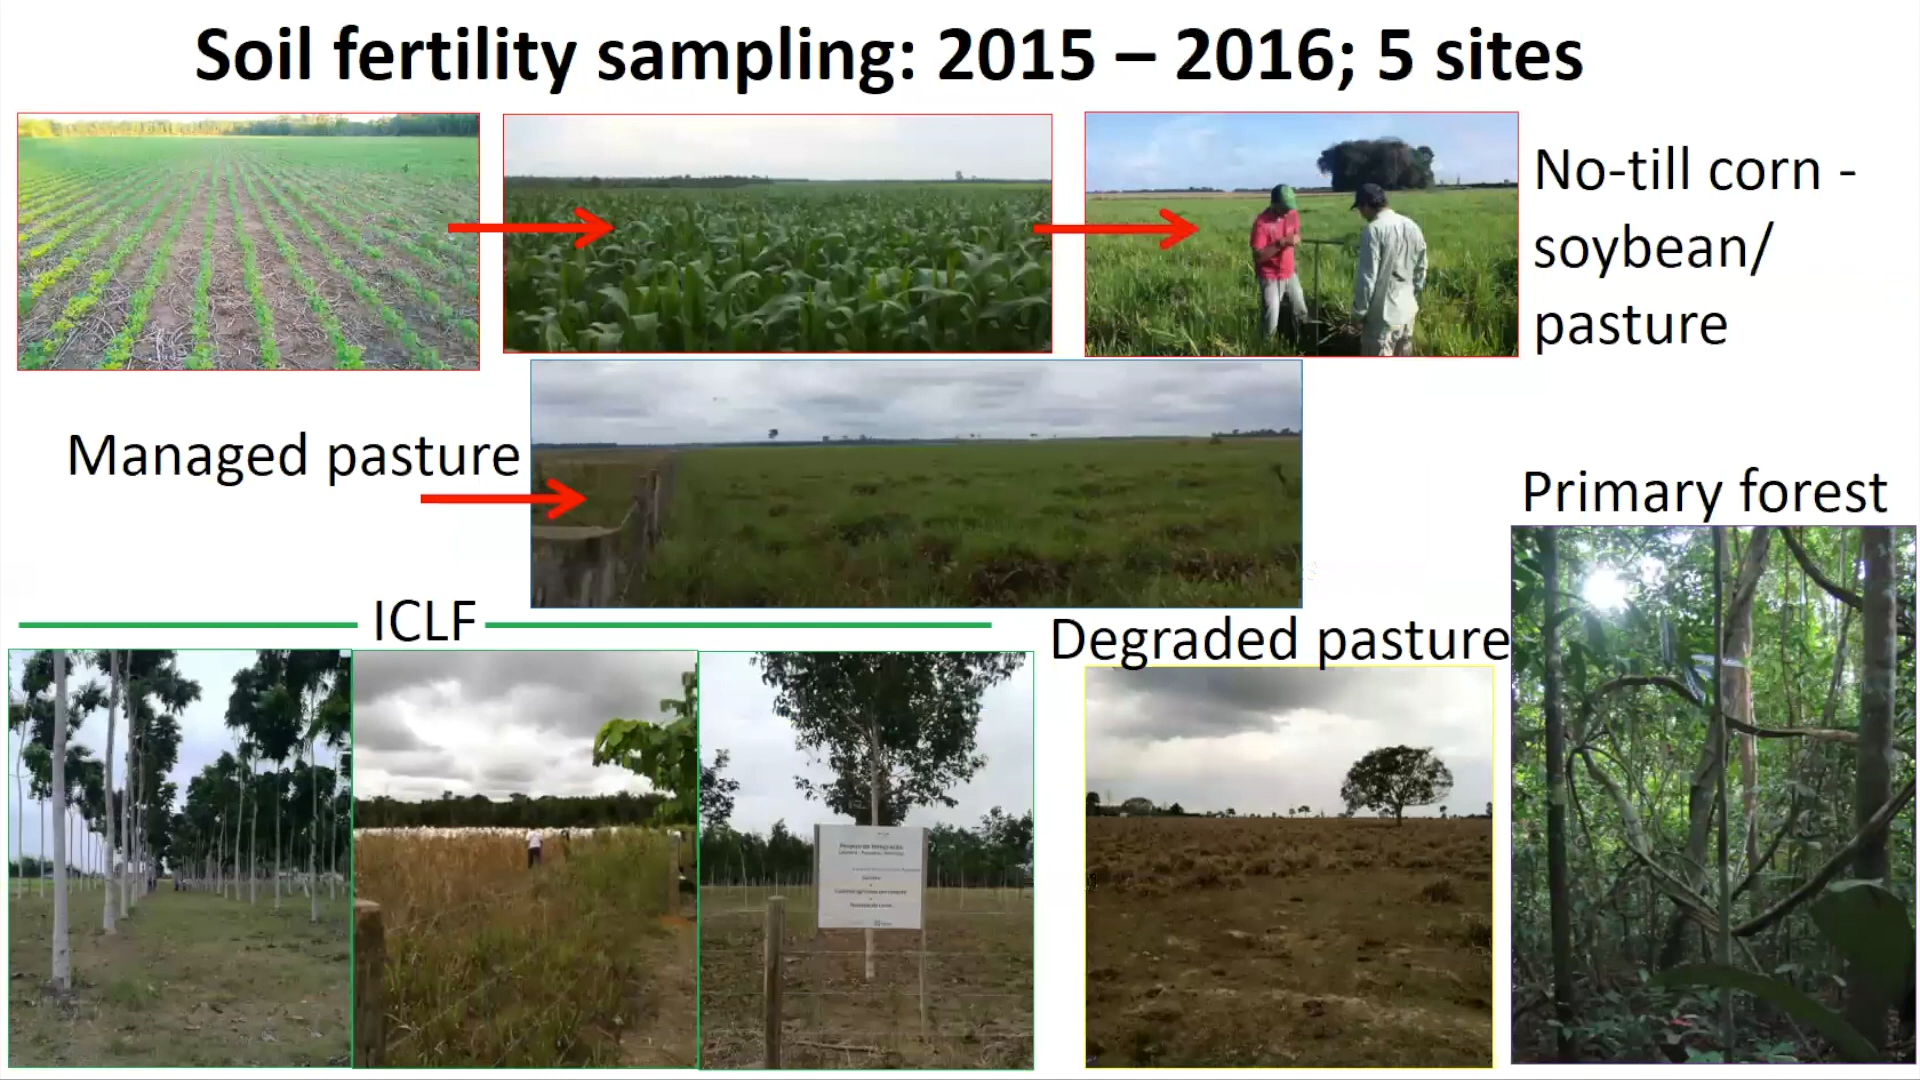 Soil fertility sampling: 2015 – 2016; 5 sites
No-till corn -
soybean/
pasture
Managed pasture
Primary forest
ICLF
Degraded pasture